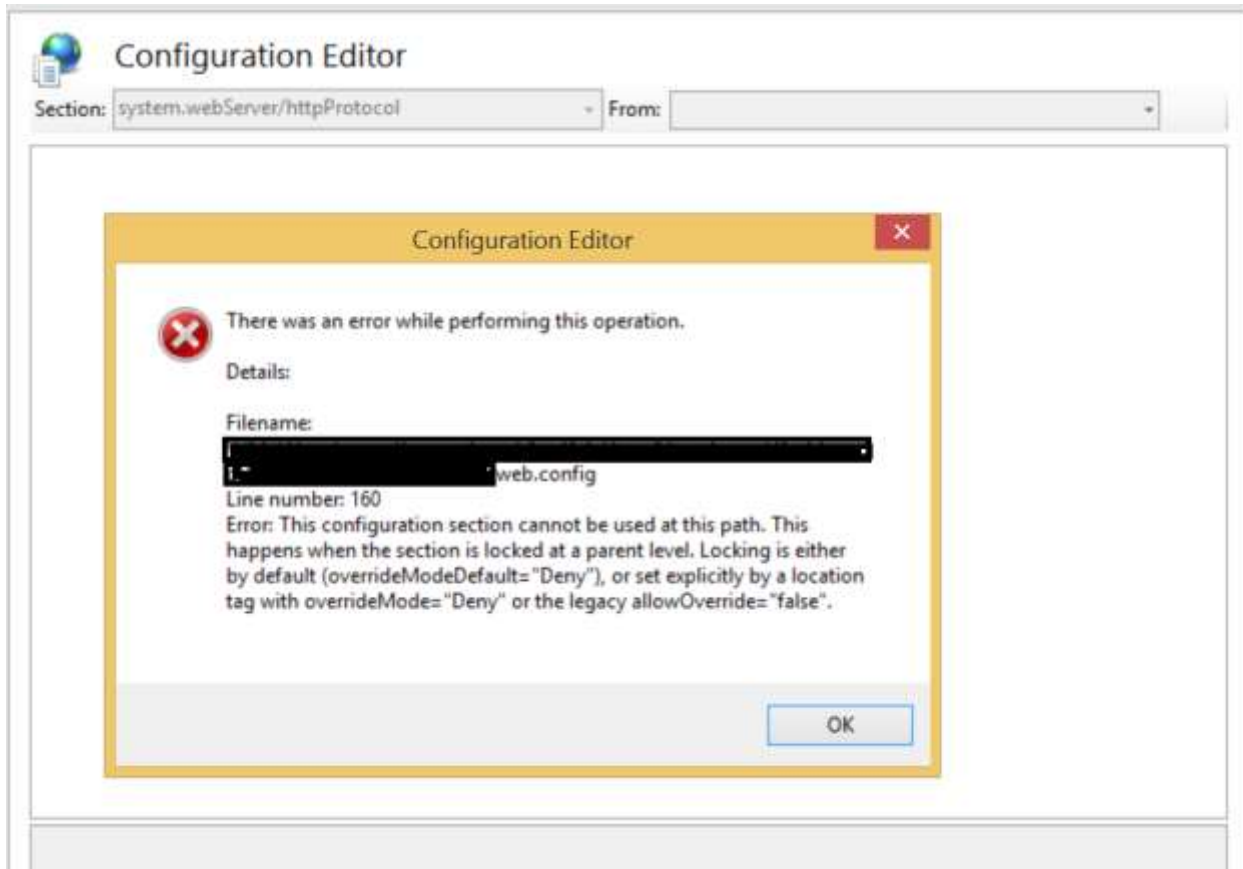 Configuration Editor
Section: system.webServer/httpProtocol From:
Configuration Editor
There was an error while performing this operation.
Details:
Filename:
web.config
Line number: 160
Error: This configuration section cannot be used at this path. This
happens when the section is locked at a parent level. Locking is either
by default (overrideModeDefault="Deny"), or set explicitly by a location
tag with overrideMode="Deny" or the legacy allowOverride="false".
OK